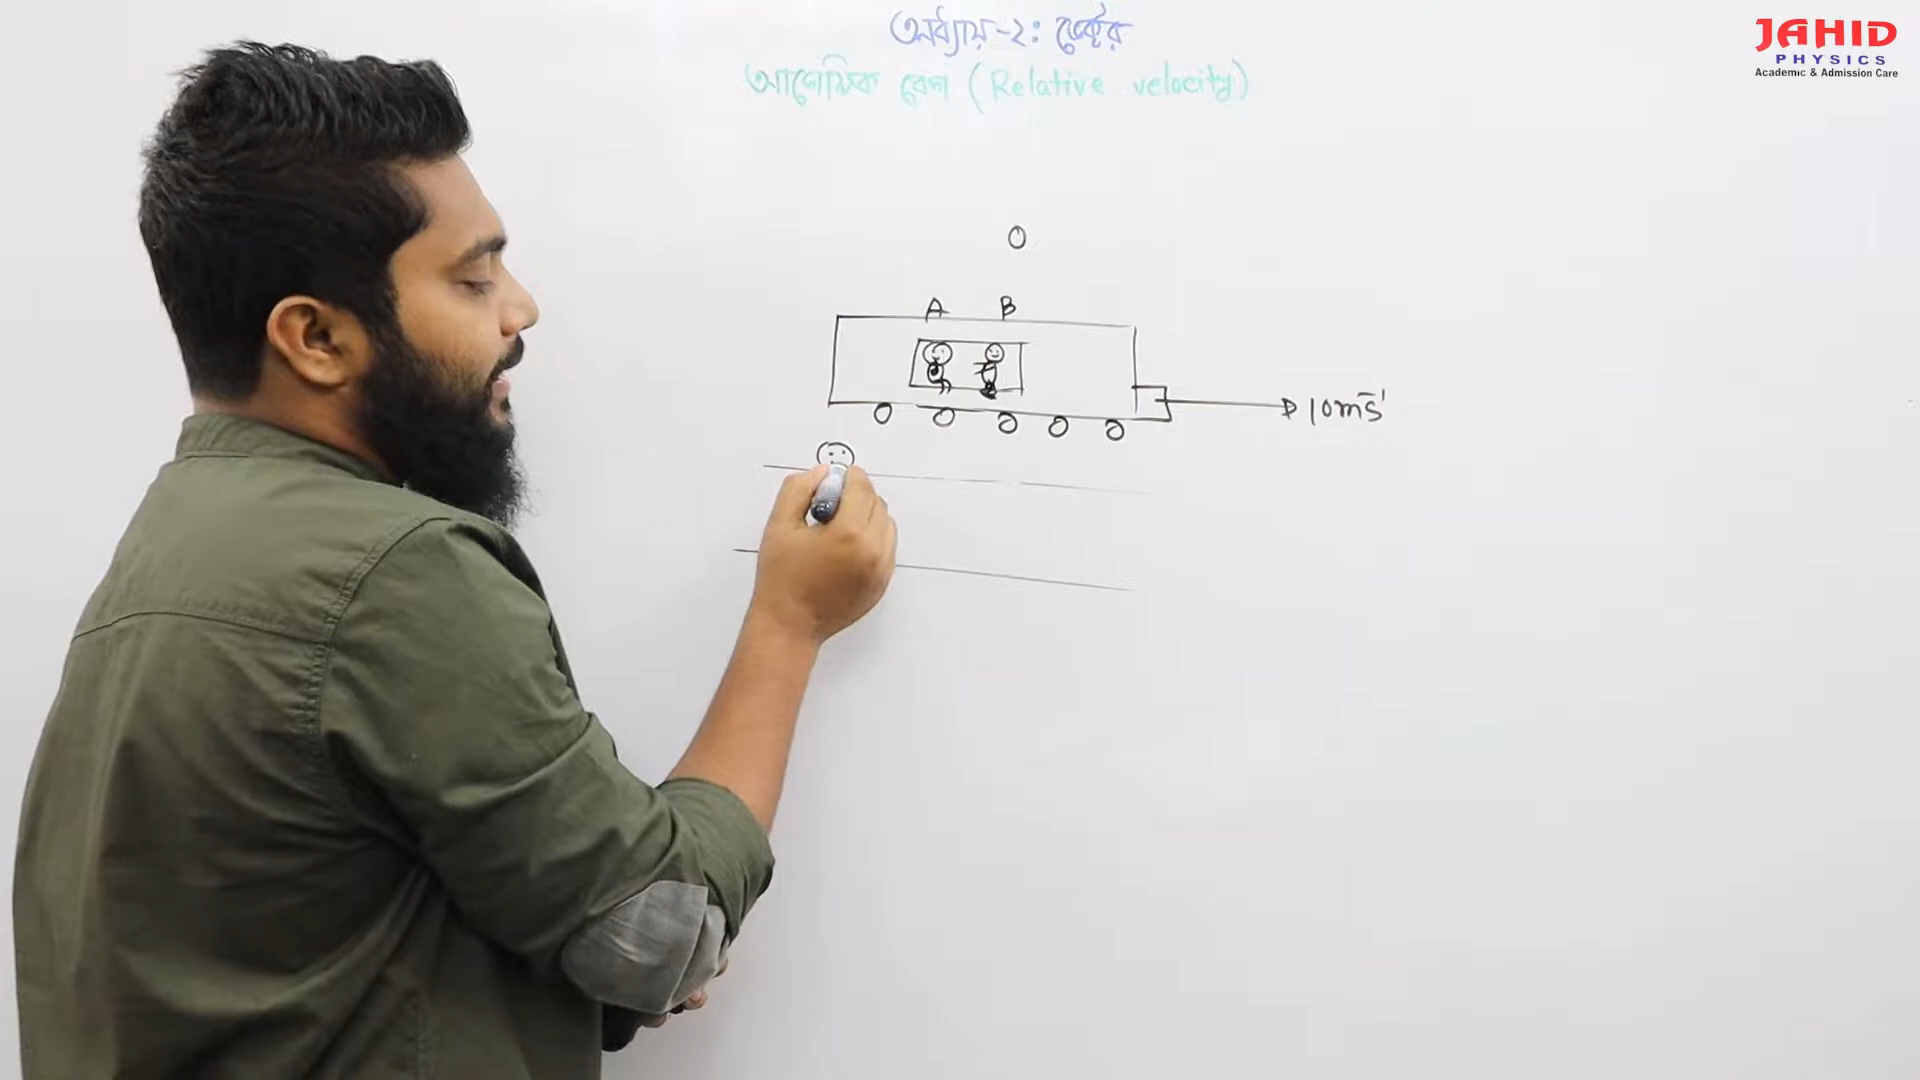 অধ্যায়-২: ভেক্টর
আপেক্ষিক বেগ (Relative velocity)
JAHID
PHYSICS
Academic & Admission Care
O
A B
10ms⁻¹